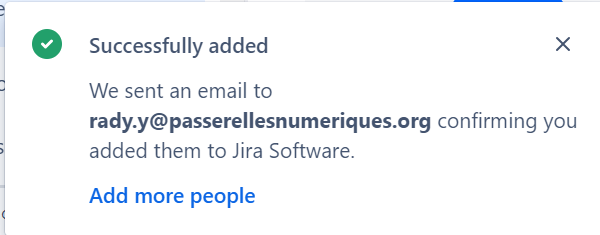 Successfully added
We sent an email to
rady.y@passerellesnumeriques.org confirming you
added them to Jira Software.
Add more people